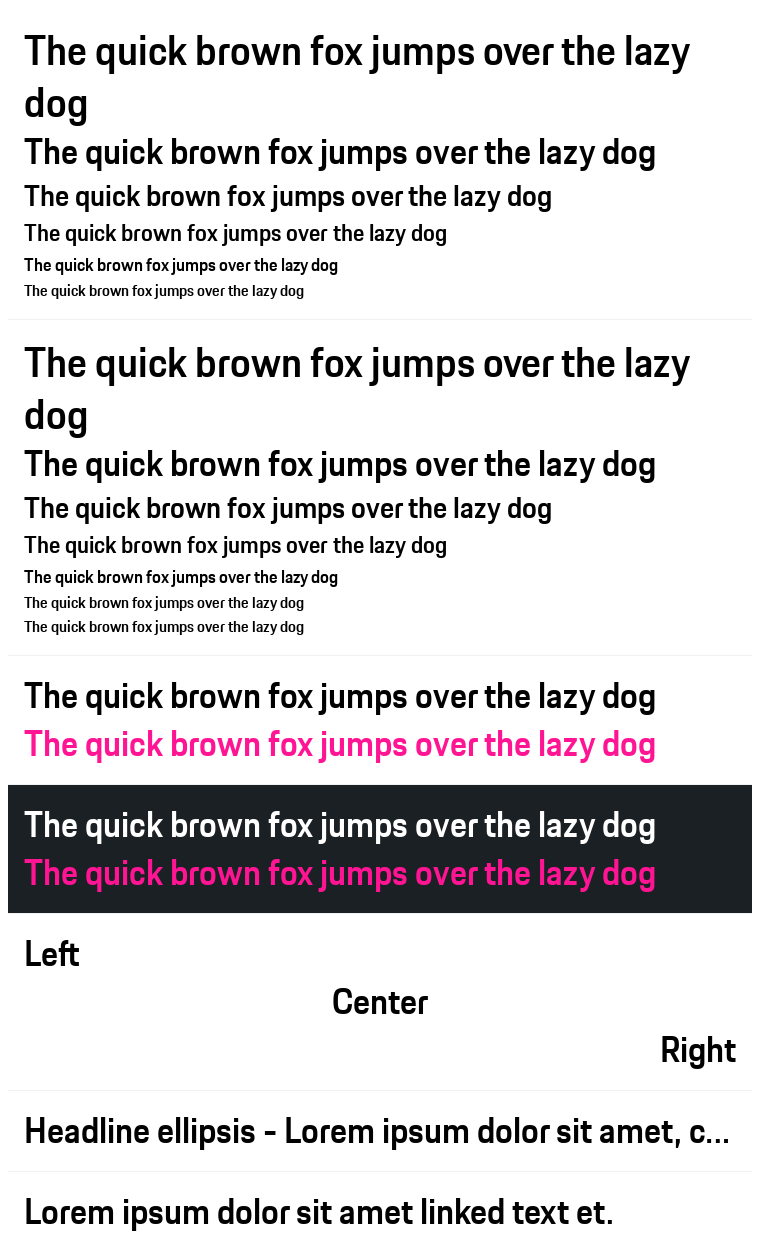 The quick brown fox jumps over the lazy
dog
The quick brown fox jumps over the lazy dog
The quick brown fox jumps over the lazy dog
The quick brown fox jumps over the lazy dog
The quick brown fox jumps over the lazy dog
The quick brown fox jumps over the lazy dog
The quick brown fox jumps over the lazy
dog
The quick brown fox jumps over the lazy dog
The quick brown fox jumps over the lazy dog
The quick brown fox jumps over the lazy dog
The quick brown fox jumps over the lazy dog
The quick brown fox jumps over the lazy dog
The quick brown fox jumps over the lazy dog
The quick brown fox jumps over the lazy dog
The quick brown fox jumps over the lazy dog
The quick brown fox jumps over the lazy dog
The quick brown fox jumps over the lazy dog
Left
Center
Right
Headline ellipsis - Lorem ipsum dolor sit amet, c...
Lorem ipsum dolor sit amet linked text et.